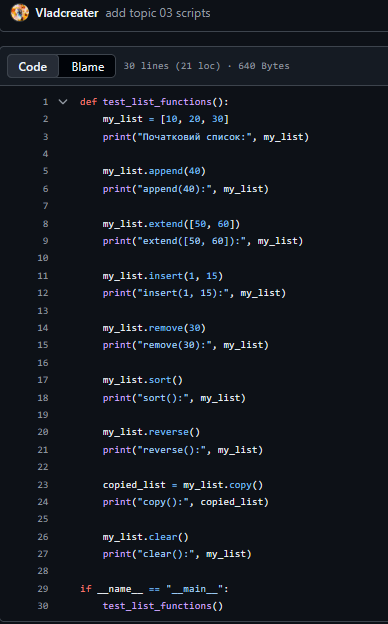 Vladcreater add topic 03 scripts
Code Blame 30 lines (21 loc) · 640 Bytes
1 def test_list_functions():
2 my_list = [10, 20, 30]
3 print("Початковий список:", my_list)
4
5 my_list.append(40)
6 print("append(40):", my_list)
7
8 my_list.extend([50, 60])
9 print("extend([50, 60]):", my_list)
10
11 my_list.insert(1, 15)
12 print("insert(1, 15):", my_list)
13
14 my_list.remove(30)
15 print("remove(30):", my_list)
16
17 my_list.sort()
18 print("sort():", my_list)
19
20 my_list.reverse()
21 print("reverse():", my_list)
22
23 copied_list = my_list.copy()
24 print("copy():", copied_list)
25
26 my_list.clear()
27 print("clear():", my_list)
28
29 if __name__ == "__main__":
30 test_list_functions()